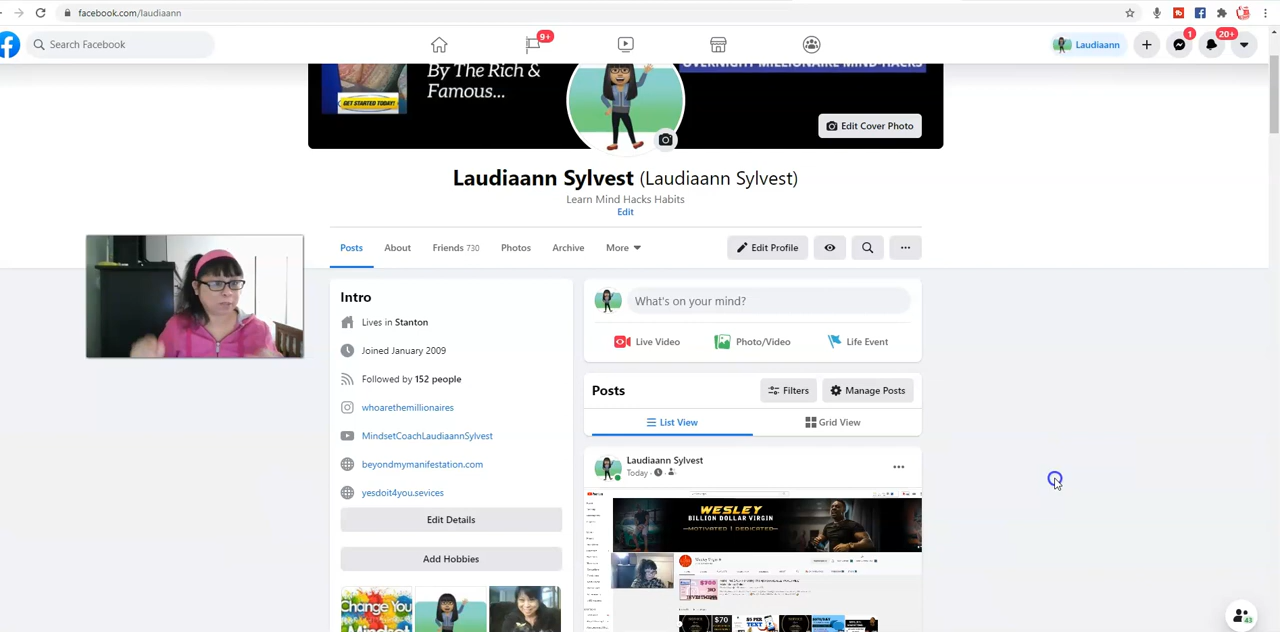 facebook.com/laudiaann
Search Facebook
9+
Laudiaann
1
20+
By The Rich &
Famous...
GET STARTED TODAY!
OVERNIGHT MILLIONAIRE MIND-HACKS
Edit Cover Photo
Laudiaann Sylvest (Laudiaann Sylvest)
Learn Mind Hacks Habits
Edit
Posts About Friends 730 Photos Archive More
Edit Profile
Intro
Lives in Stanton
Joined January 2009
Followed by 152 people
whoarethemillionaires
MindsetCoachLaudiaannSylvest
beyondmymanifestation.com
yesdoit4you.sevices
Edit Details
Add Hobbies
Change You
What's on your mind?
Live Video Photo/Video Life Event
Posts
Filters
Manage Posts
List View Grid View
Laudiaann Sylvest
Today
WESLEY
BILLION DOLLAR VIRGIN
MOTIVATED | DEDICATED
43